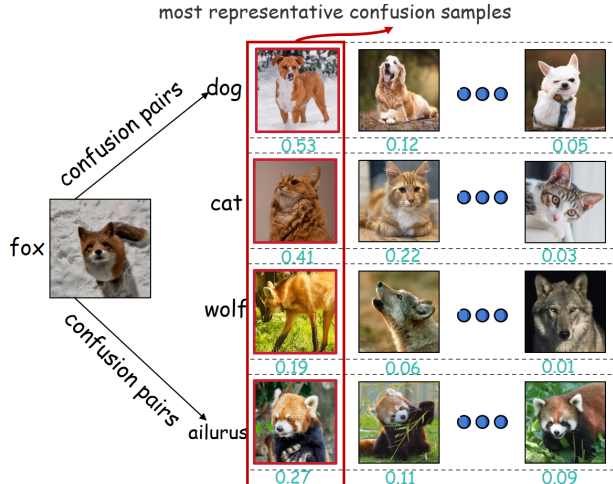 most representative confusion samples
confusion pairs
dog
0.53
0.12
0.05
cat
0.41
0.22
0.03
fox
wolf
0.19
0.06
0.01
confusion pairs
ailurus
0.27
0.11
0.09